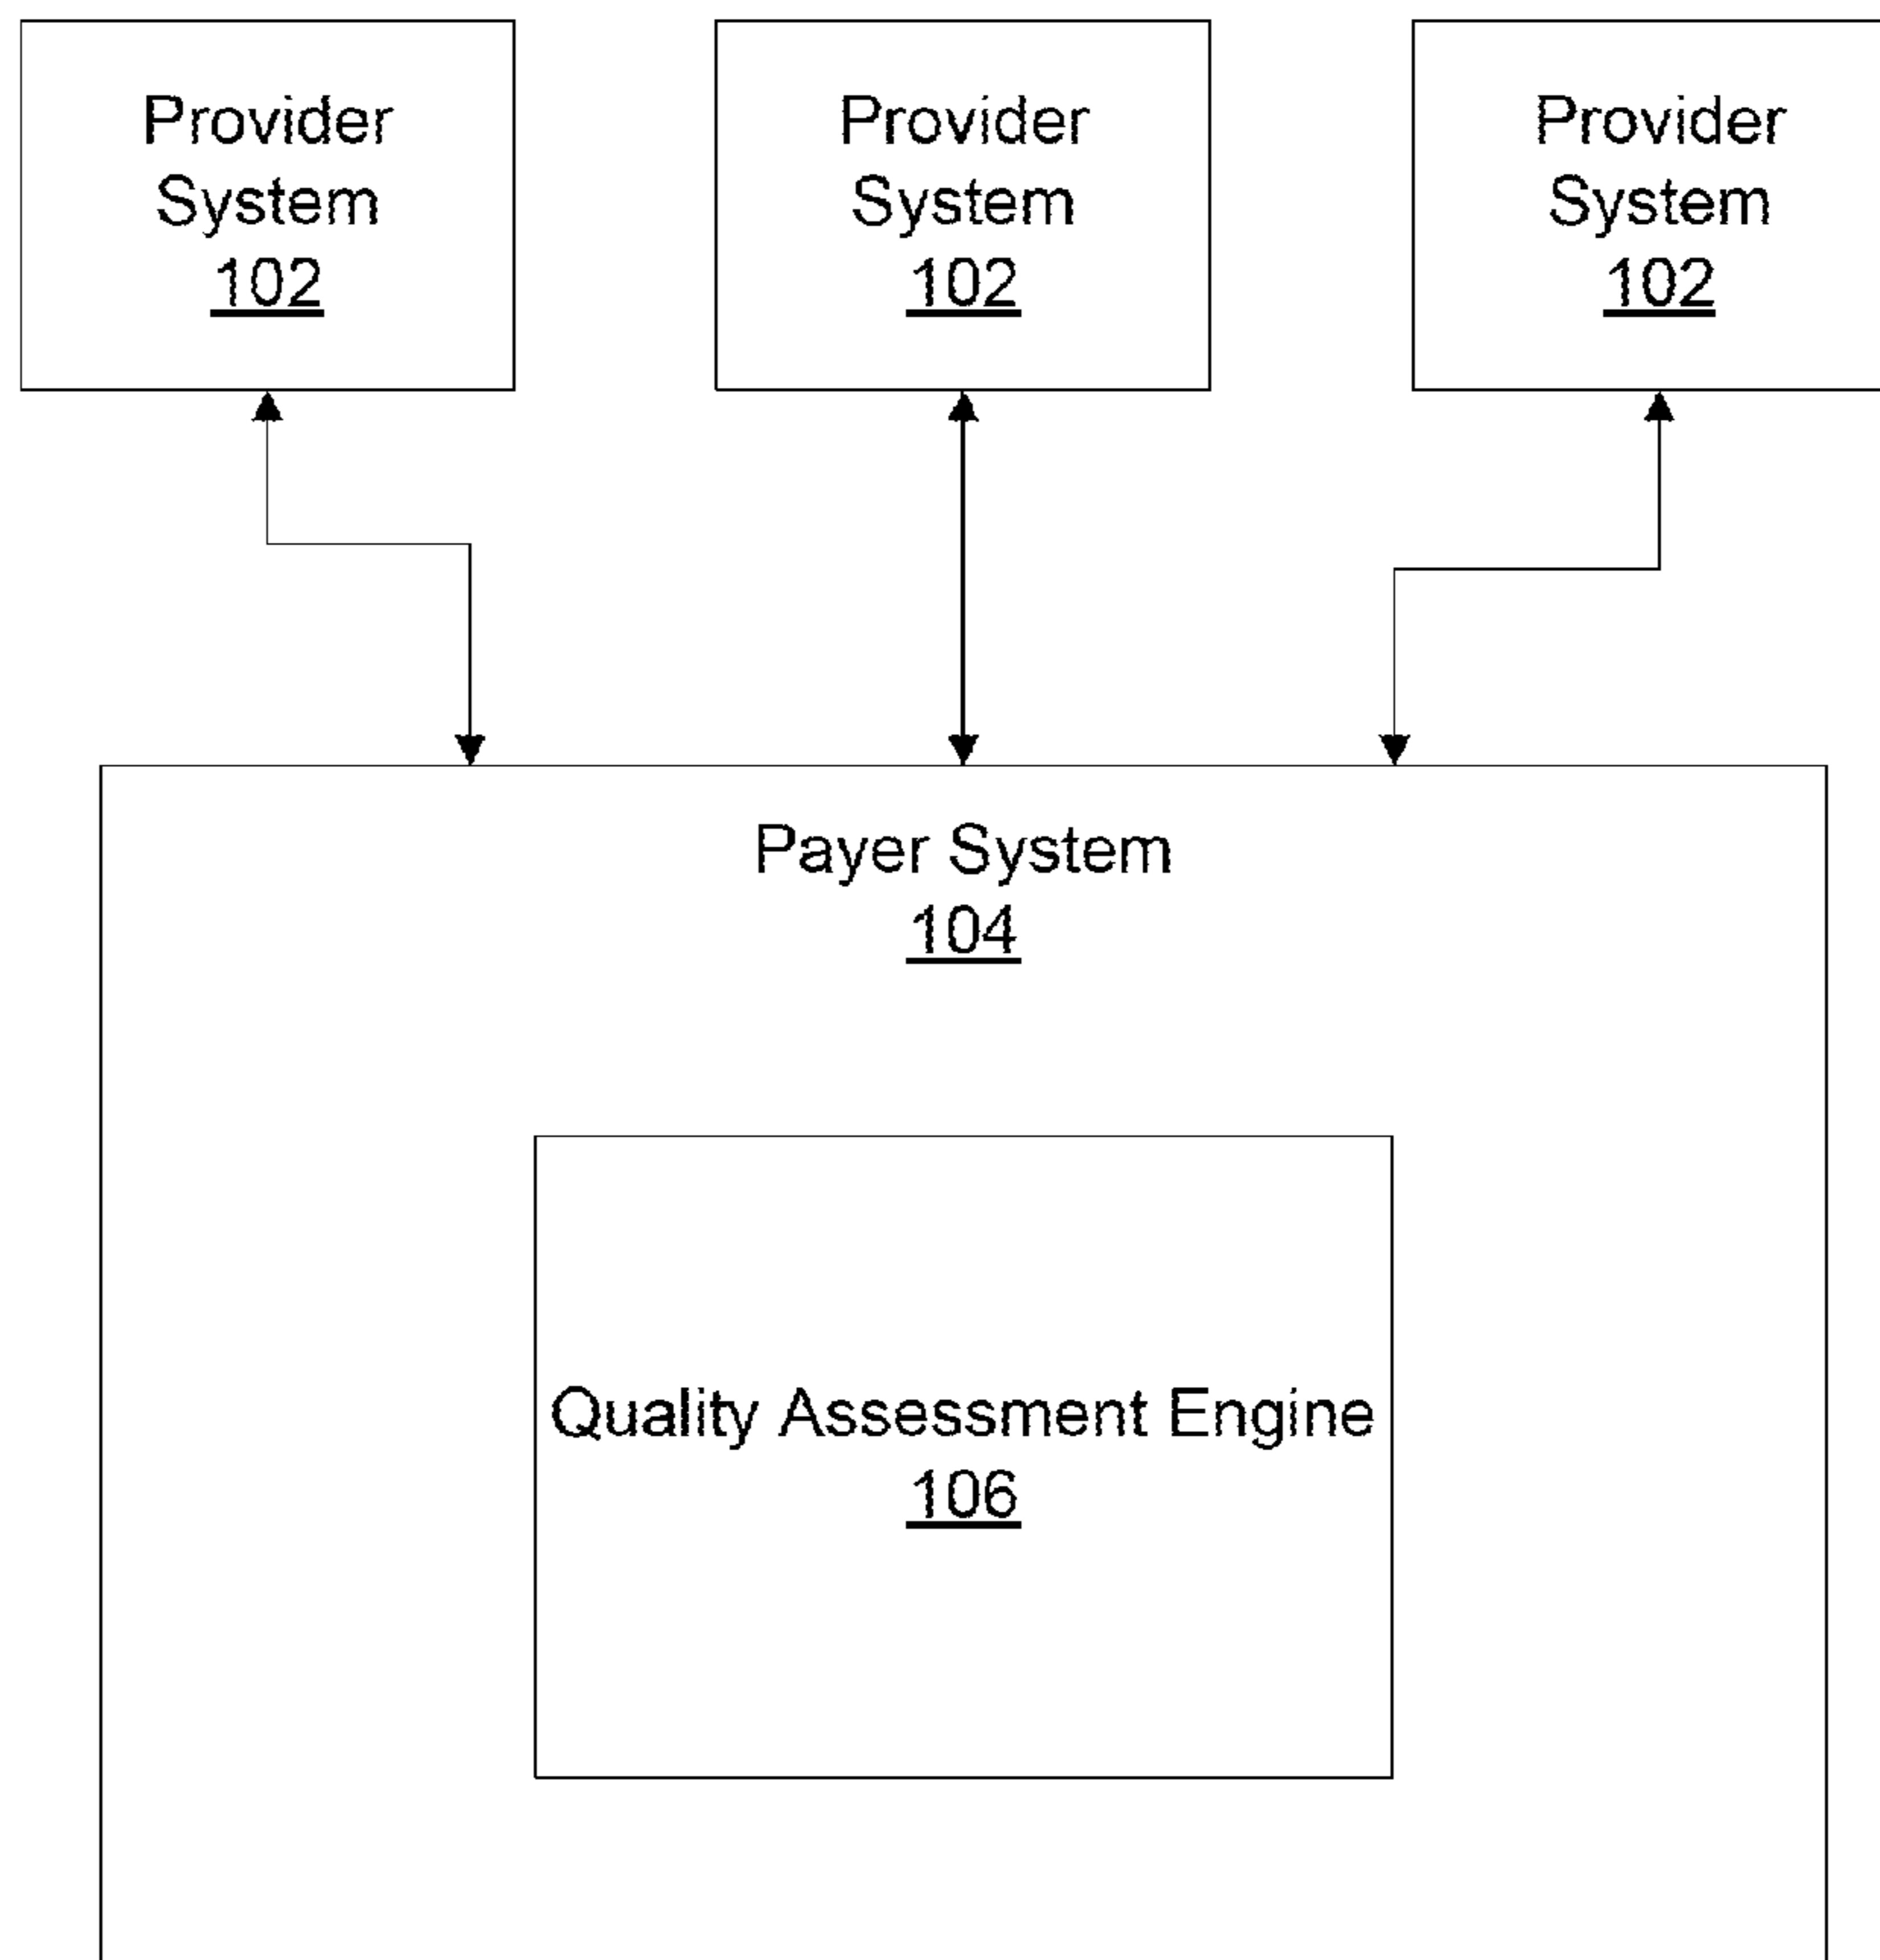 Provider
System
102
Provider
System
102
Provider
System
102
Payer System
104
Quality Assessment Engine
106